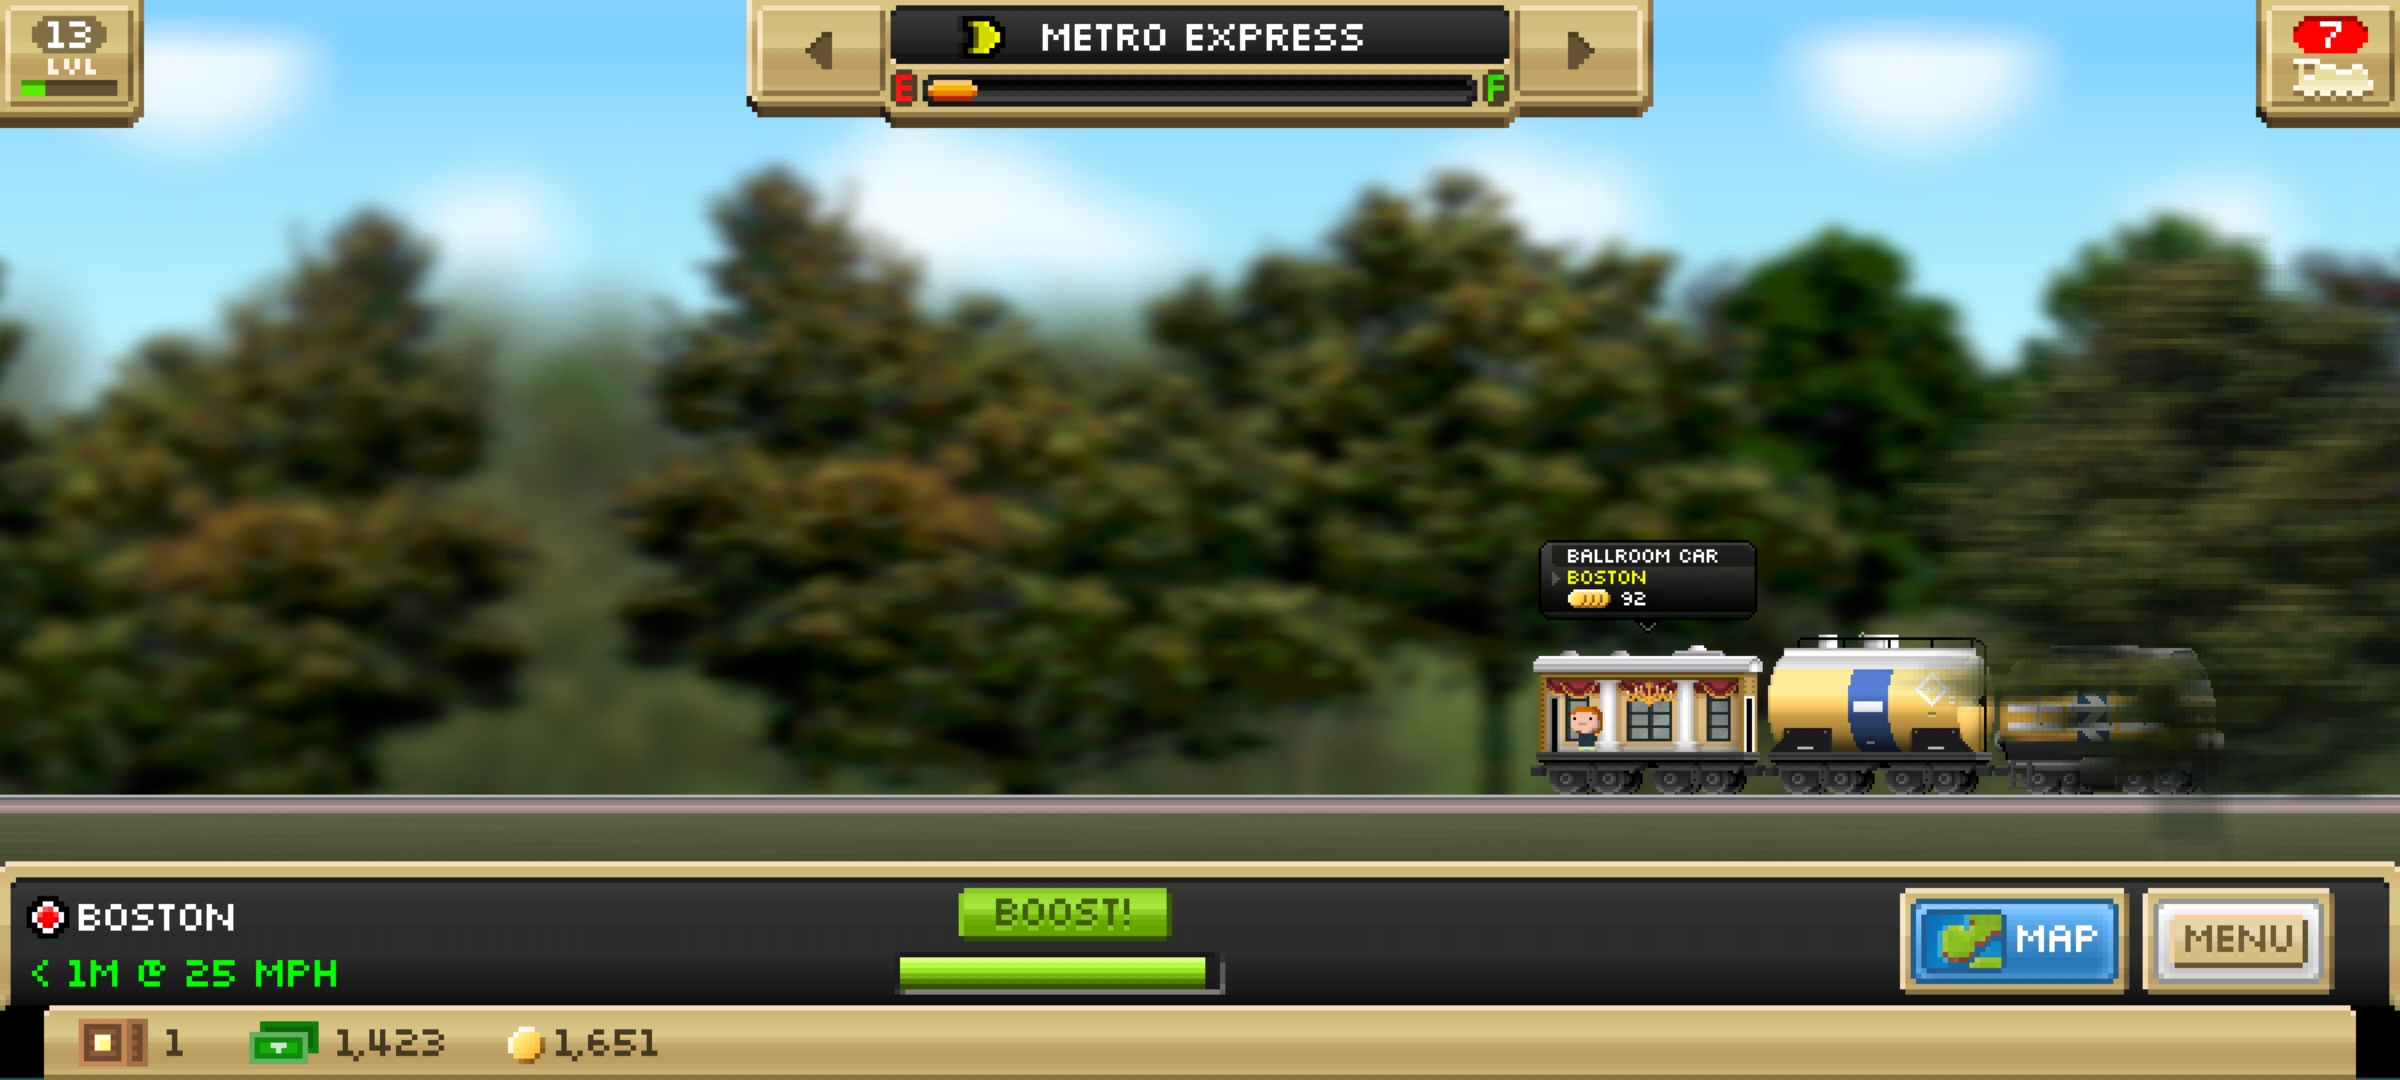 13
LVL
METRO EXPRESS
E F
7
BALLROOM CAR
BOSTON
92
BOSTON
< 1M @ 25 MPH
BOOST!
MAP
MENU
1
1,423
1,651